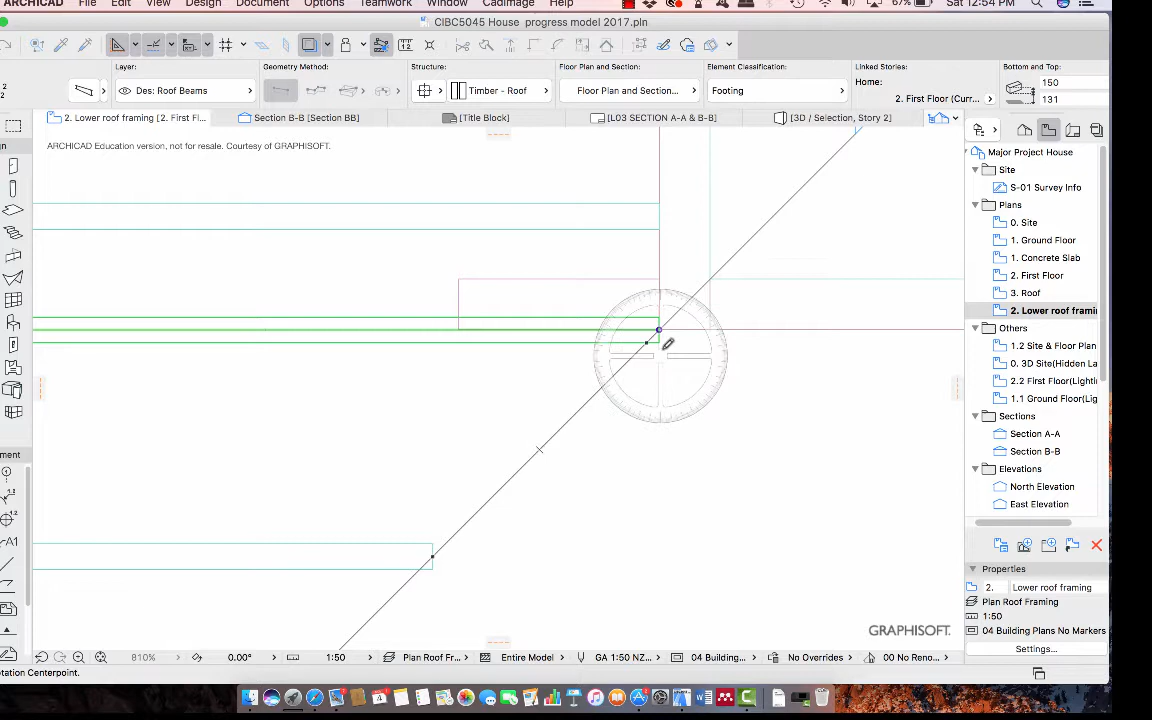 ARCHICAD File Edit View Design Document Options Teamwork Window Cadimage Help 67% Sat 12:54 PM
CIBC5045 House progress model 2017.pln
Layer: Geometry Method: Structure: Floor Plan and Section: Element Classification: Linked Stories: Bottom and Top:
Home: 150
Des: Roof Beams Timber - Roof Floor Plan and Section... Footing
2. First Floor (Curr... 131
2. Lower roof framing [2. First Fl... Section B-B [Section BB] [Title Block] [L03 SECTION A-A & B-B] [3D / Selection, Story 2]
ARCHICAD Education version, not for resale. Courtesy of GRAPHISOFT.
Major Project House
Site
S-01 Survey Info
Plans
0. Site
1. Ground Floor
1. Concrete Slab
2. First Floor
3. Roof
2. Lower roof frami
Others
1.2 Site & Floor Plan
0. 3D Site(Hidden La
2.2 First Floor(Lighti
1.1 Ground Floor(Lig
Sections
Section A-A
Section B-B
Elevations
North Elevation
East Elevation
Properties
2. Lower roof framing
Plan Roof Framing
1:50
04 Building Plans No Markers
Settings...
GRAPHISOFT.
810% 0.00° 1:50 Plan Roof Fr... Entire Model GA 1:50 NZ... 04 Building... No Overrides 00 No Reno...
tation Centerpoint.